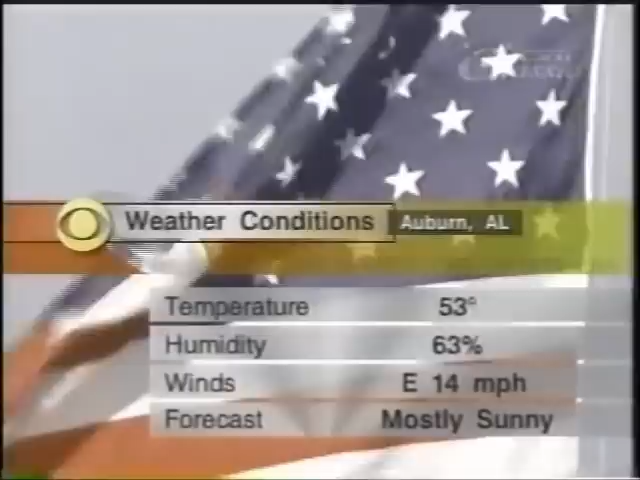 Weather Conditions Auburn, AL
Temperature 53°
Humidity 63%
Winds E 14 mph
Forecast Mostly Sunny